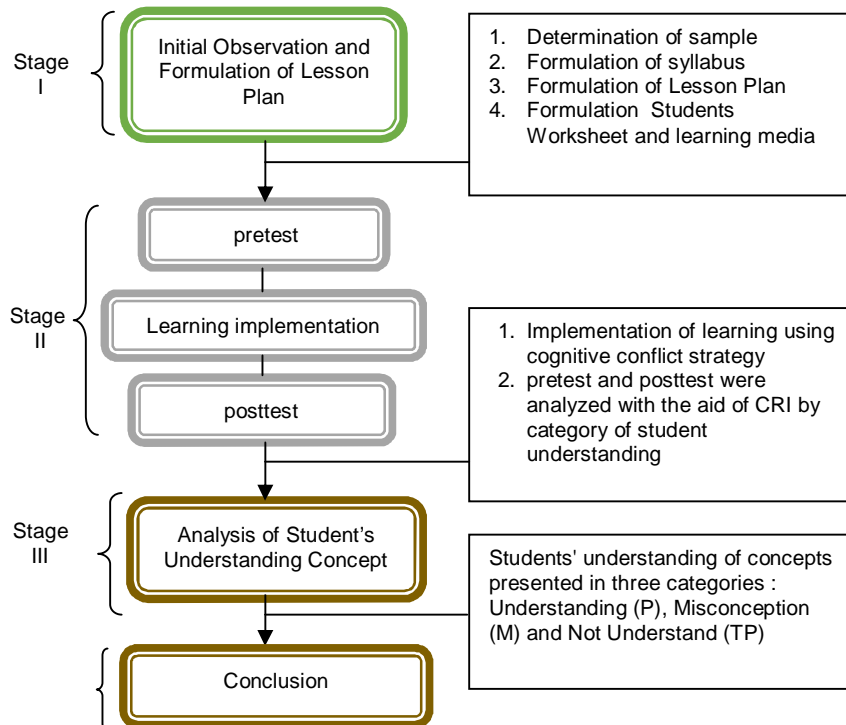 Stage
I
Initial Observation and
Formulation of Lesson
Plan
1. Determination of sample
2. Formulation of syllabus
3. Formulation of Lesson Plan
4. Formulation Students
Worksheet and learning media
Stage
II
pretest
Learning implementation
posttest
1. Implementation of learning using
cognitive conflict strategy
2. pretest and posttest were
analyzed with the aid of CRI by
category of student
understanding
Stage
III
Analysis of Student’s
Understanding Concept
Students' understanding of concepts
presented in three categories :
Understanding (P), Misconception
(M) and Not Understand (TP)
Conclusion